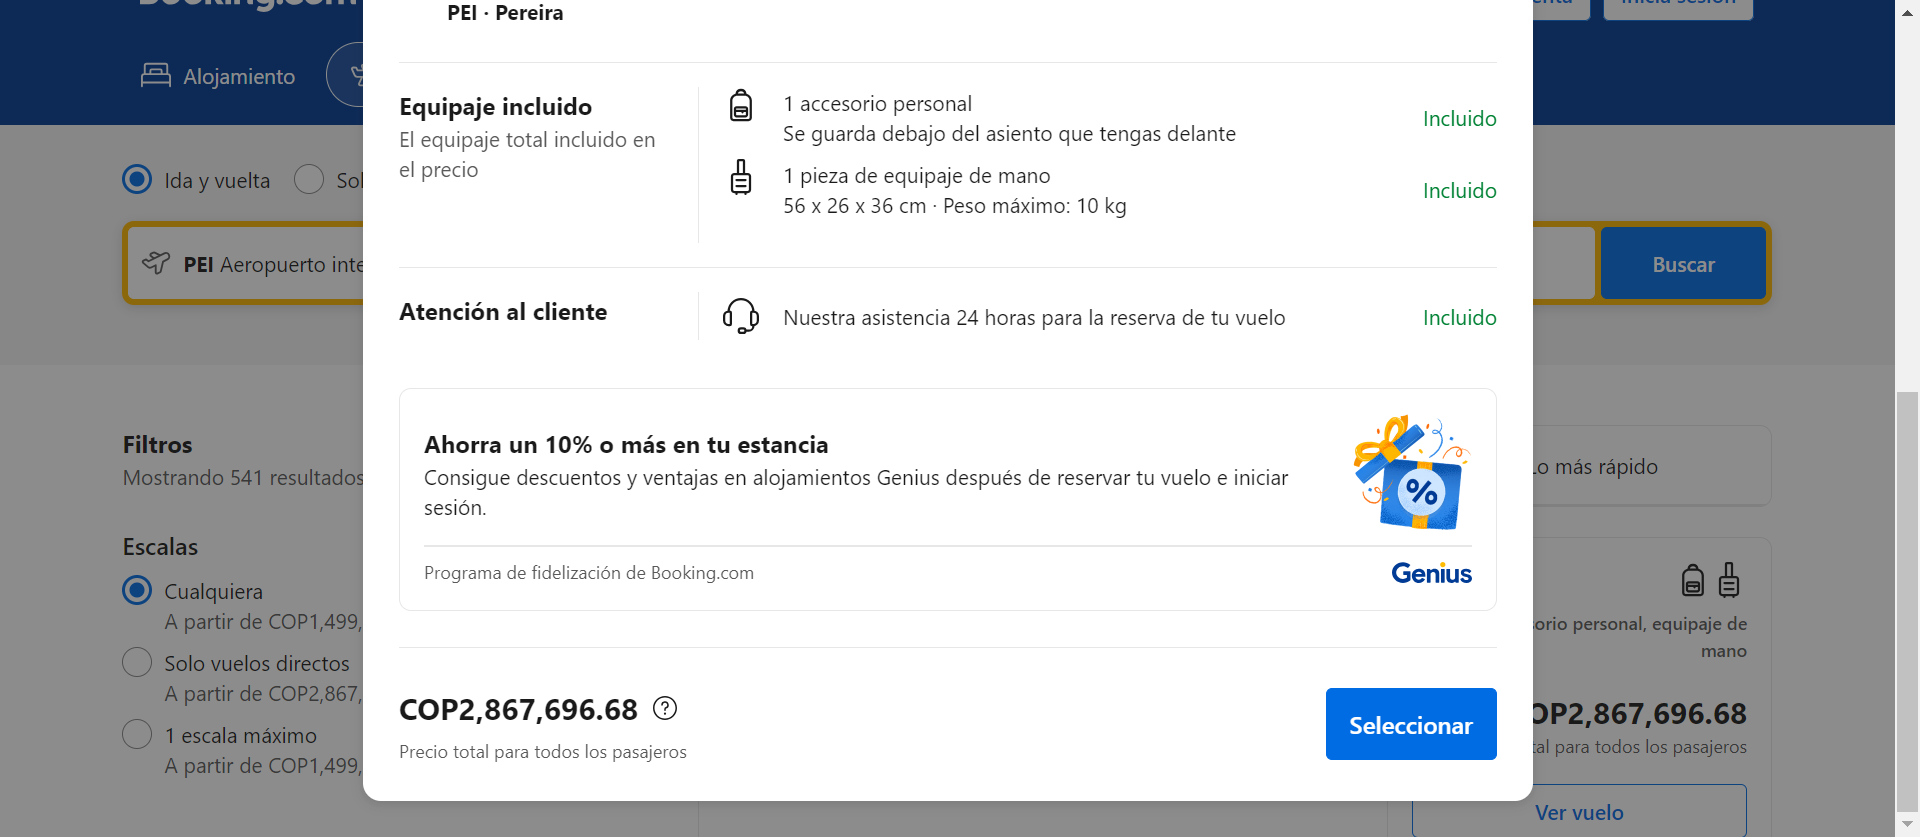 Booking.com
PEI · Pereira
Alojamiento
Equipaje incluido
El equipaje total incluido en
el precio
1 accesorio personal
Se guarda debajo del asiento que tengas delante
Incluido
1 pieza de equipaje de mano
56 x 26 x 36 cm · Peso máximo: 10 kg
Incluido
Ida y vuelta
PEI Aeropuerto inte
Buscar
Atención al cliente
Nuestra asistencia 24 horas para la reserva de tu vuelo
Incluido
Filtros
Mostrando 541 resultados
Escalas
Cualquiera
A partir de COP1,499,
Solo vuelos directos
A partir de COP2,867,
1 escala máximo
A partir de COP1,499,
Ahorra un 10% o más en tu estancia
Consigue descuentos y ventajas en alojamientos Genius después de reservar tu vuelo e iniciar
sesión.
%
Programa de fidelización de Booking.com
Genius
COP2,867,696.68 ?
Precio total para todos los pasajeros
Seleccionar
Lo más rápido
orio personal, equipaje de
mano
OP2,867,696.68
tal para todos los pasajeros
Ver vuelo